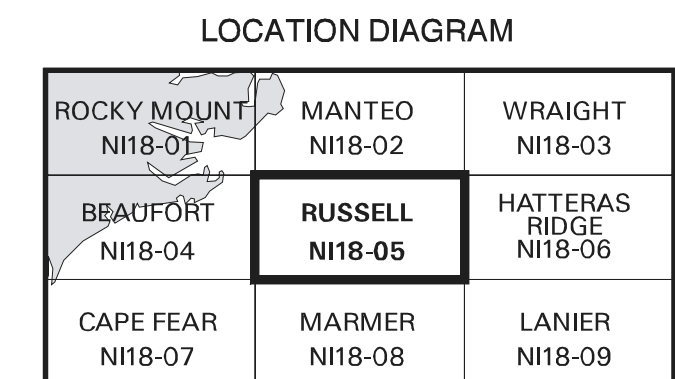 LOCATION DIAGRAM
ROCKY MOUNT
NI18-01
MANTEO
NI18-02
WRAIGHT
NI18-03
BEAUFORT
NI18-04
RUSSELL
NI18-05
HATTERAS
RIDGE
NI18-06
CAPE FEAR
NI18-07
MARMER
NI18-08
LANIER
NI18-09